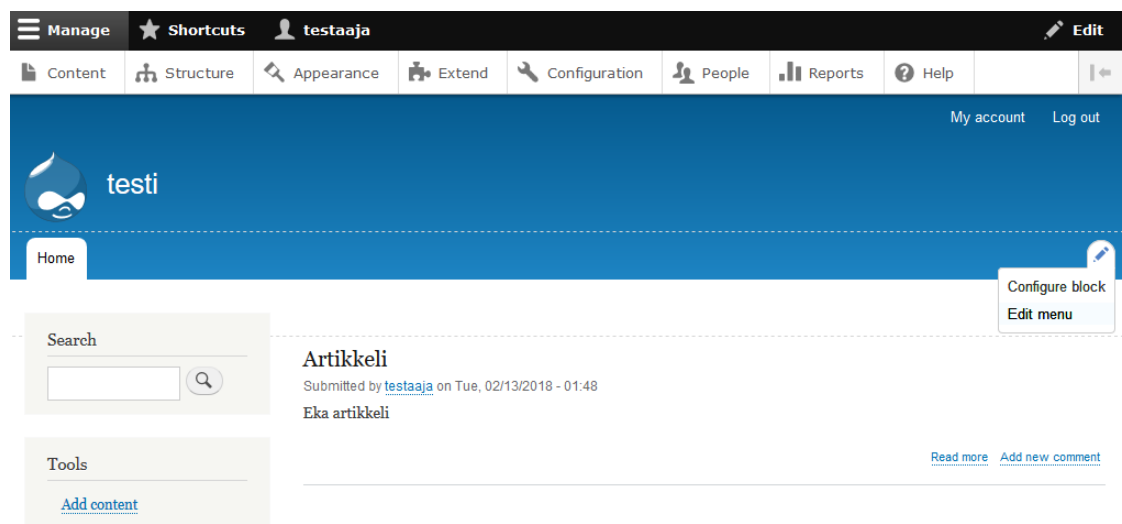 Manage Shortcuts testaaja Edit
Content Structure Appearance Extend Configuration People Reports Help
My account Log out
testi
Home
Configure block
Edit menu
Search
Artikkeli
Submitted by testaaja on Tue, 02/13/2018 - 01:48
Eka artikkeli
Read more Add new comment
Tools
Add content